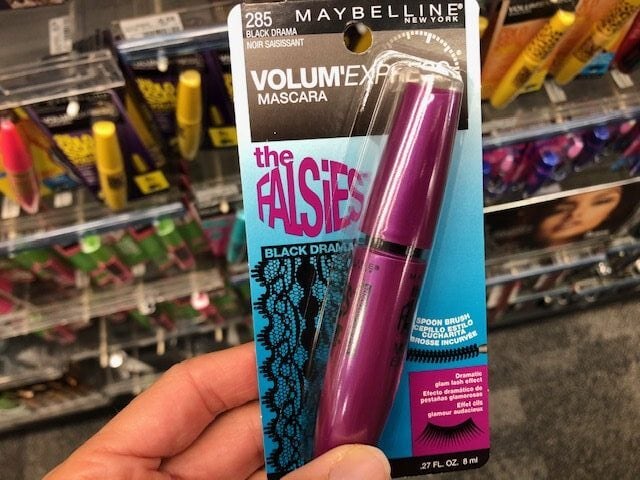 285
BLACK DRAMA
NOIR SAISISSANT
MAYBELLINE
NEW YORK
VOLUM'EXPRE
MASCARA
the
FALSIES
BLACK DRAMA
SPOON BRUSH
CEPILLO ESTILO
CUCHARITA
BROSSE INCURVÉE
Dramatic
glam lash effect
Efecto dramático de
pestañas glamorosas
Effet cils
glamour audacieux
.27 FL. OZ. 8 ml